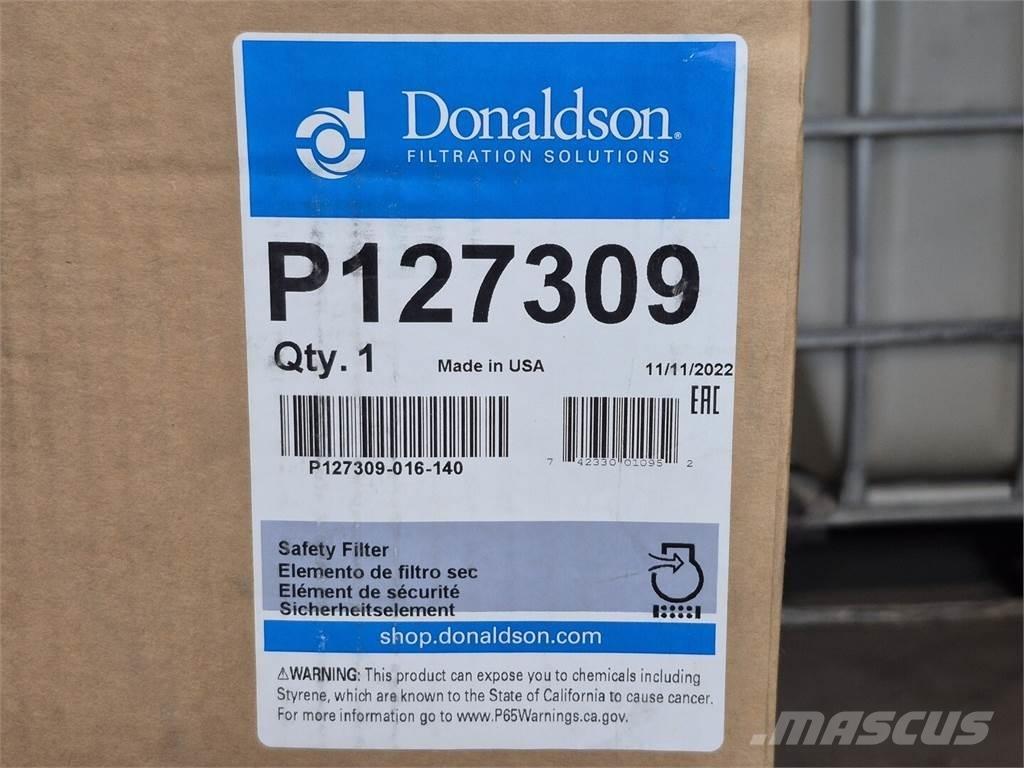 Donaldson®
FILTRATION SOLUTIONS
P127309
Qty. 1 Made in USA 11/11/2022
EAC
P127309-016-140
7 42330 01095 2
Safety Filter
Elemento de filtro sec
Elément de sécurité
Sicherheitselement
shop.donaldson.com
⚠WARNING: This product can expose you to chemicals including
Styrene, which are known to the State of California to cause cancer.
For more information go to www.P65Warnings.ca.gov.
MASCUS